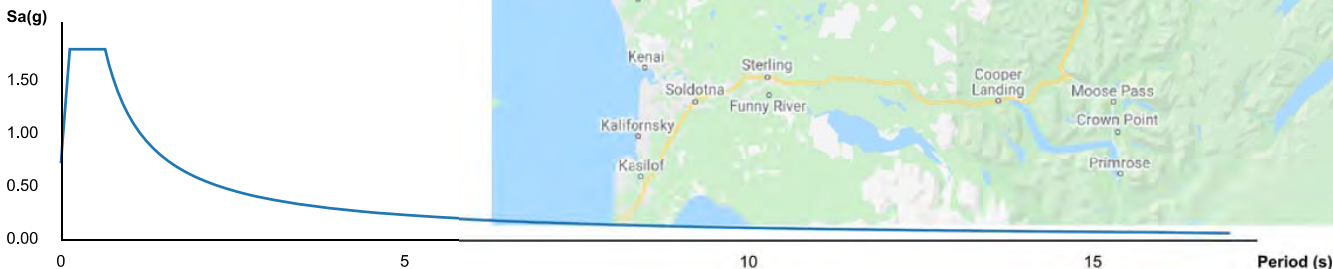 Sa(g)
1.50
1.00
0.50
0.00
0
5
10
15
Period (s)
Kenai
Sterling
Soldotna
Funny River
Cooper
Landing
Moose Pass
Crown Point
Kalifornsky
Kasilof
Primrose